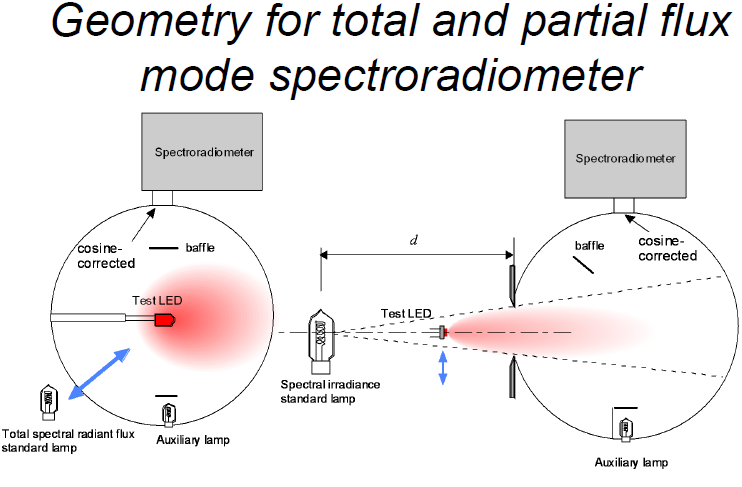 Geometry for total and partial flux
mode spectroradiometer
Spectroradiometer
cosine-
corrected
baffle
Test LED
Total spectral radiant flux
standard lamp
Auxiliary lamp
d
Spectroradiometer
cosine-
corrected
baffle
Test LED
Spectral irradiance
standard lamp
Auxiliary lamp